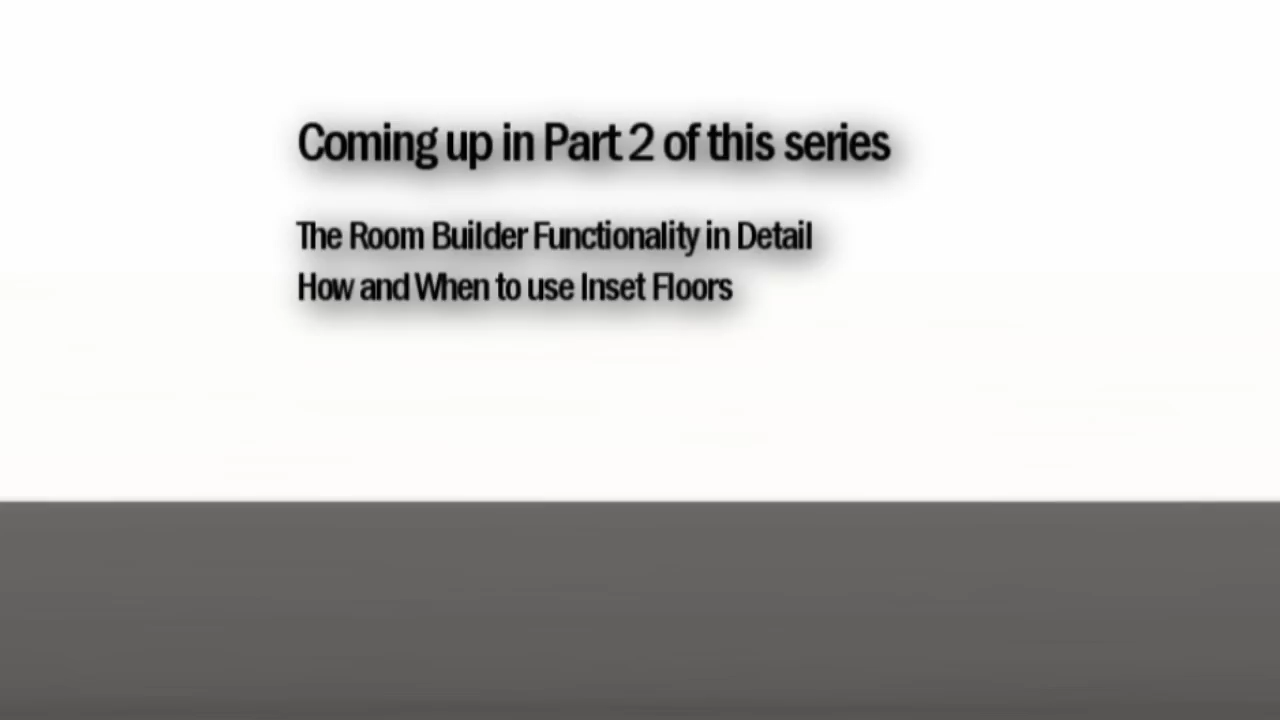 Coming up in Part 2 of this series
The Room Builder Functionality in Detail
How and When to use Inset Floors